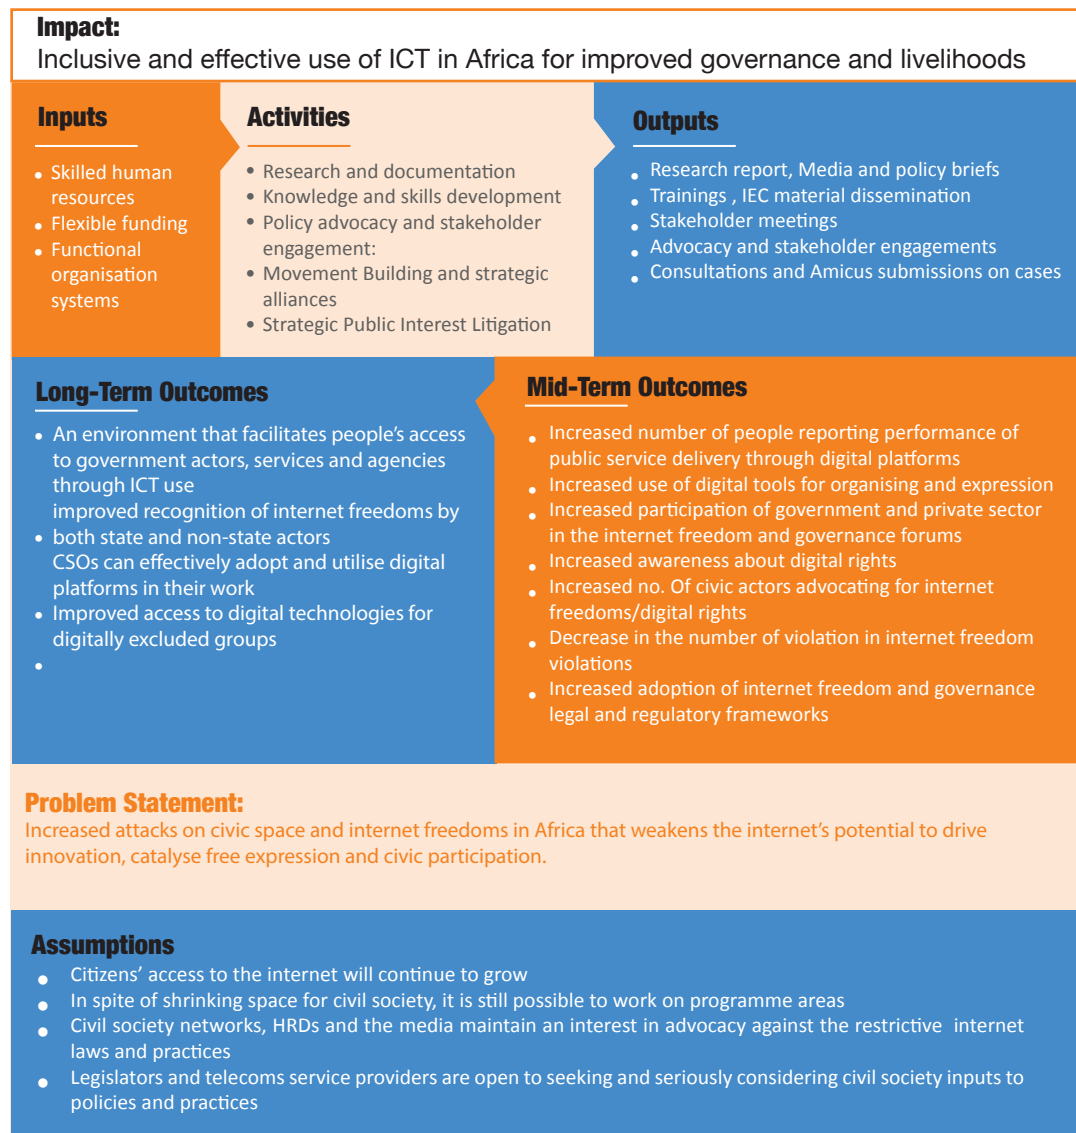 Impact:
Inclusive and effective use of ICT in Africa for improved governance and livelihoods
Inputs
• Skilled human
resources
• Flexible funding
• Functional
organisation
systems
Activities
• Research and documentation
• Knowledge and skills development
• Policy advocacy and stakeholder
engagement:
• Movement Building and strategic
alliances
• Strategic Public Interest Litigation
Outputs
• Research report, Media and policy briefs
• Trainings , IEC material dissemination
• Stakeholder meetings
• Advocacy and stakeholder engagements
• Consultations and Amicus submissions on cases
Long-Term Outcomes
• An environment that facilitates people’s access
to government actors, services and agencies
through ICT use
improved recognition of internet freedoms by
• both state and non-state actors
CSOs can effectively adopt and utilise digital
platforms in their work
• Improved access to digital technologies for
digitally excluded groups
•
Mid-Term Outcomes
• Increased number of people reporting performance of
public service delivery through digital platforms
• Increased use of digital tools for organising and expression
• Increased participation of government and private sector
in the internet freedom and governance forums
• Increased awareness about digital rights
• Increased no. Of civic actors advocating for internet
freedoms/digital rights
• Decrease in the number of violation in internet freedom
violations
• Increased adoption of internet freedom and governance
legal and regulatory frameworks
Problem Statement:
Increased attacks on civic space and internet freedoms in Africa that weakens the internet’s potential to drive
innovation, catalyse free expression and civic participation.
Assumptions
• Citizens’ access to the internet will continue to grow
• In spite of shrinking space for civil society, it is still possible to work on programme areas
• Civil society networks, HRDs and the media maintain an interest in advocacy against the restrictive internet
laws and practices
• Legislators and telecoms service providers are open to seeking and seriously considering civil society inputs to
policies and practices